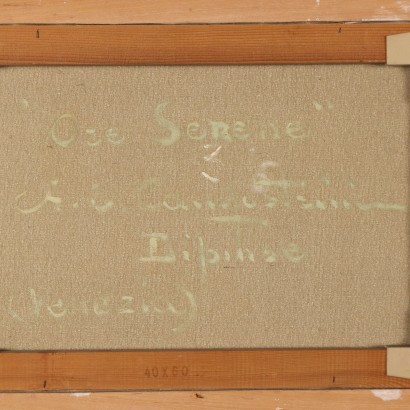 "Ore Serene"
Dipinse
(Venezia)
40X60